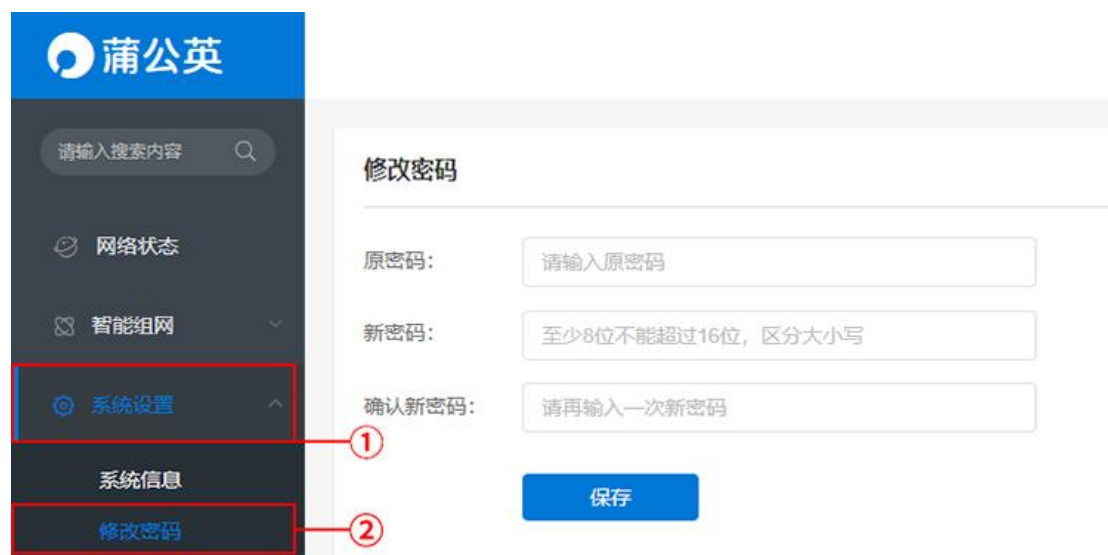 蒲公英
请输入搜索内容
网络状态
智能组网
系统设置
①
系统信息
修改密码
②
修改密码
原密码:
请输入原密码
新密码:
至少8位不能超过16位，区分大小写
确认新密码:
请再输入一次新密码
保存